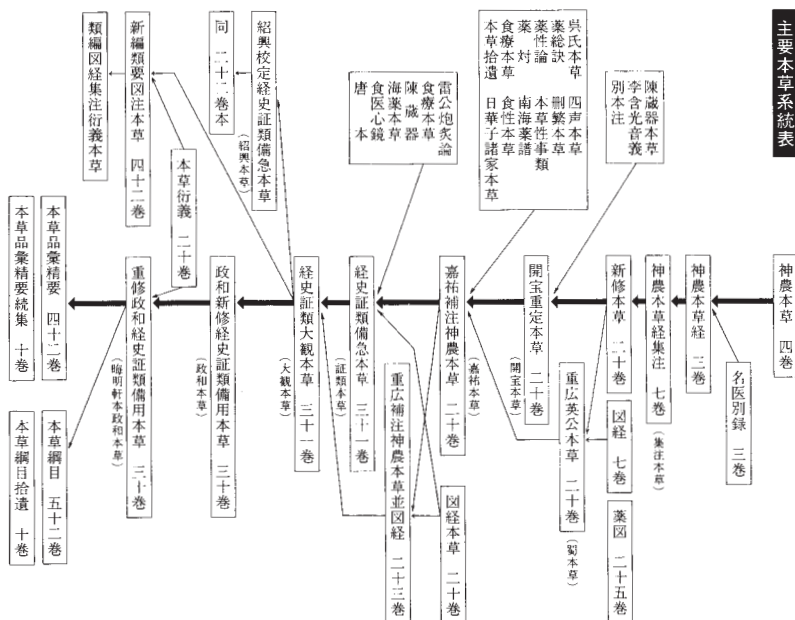 主要本草系統表
神農本草 四巻
名医別録 三巻
神農本草経 三巻
神農本草経集注 七巻
(集注本草)
新修本草 二十巻
図経 七巻
薬図 二十五巻
陳蔵器本草
李含光音義
別本注
重広英公本草 二十巻
(蜀本草)
開宝重定本草 二十巻
(開宝本草)
呉氏本草 四声本草
薬総訣 刪繁本草
薬性論 本草性事類
薬対 南海薬譜
食療本草 食性本草
本草拾遺 日華子諸家本草
嘉祐補注神農本草 二十巻
(嘉祐本草)
図経本草 二十巻
重広補注神農本草並図経 二十三巻
雷公炮炙論
食療本草
陳蔵器
海薬本草
食医心鏡
唐本
経史証類備急本草 三十一巻
(証類本草)
経史証類大観本草 三十一巻
(大観本草)
紹興校定経史証類備急本草
(紹興本草)
同 二十二巻本
政和新修経史証類備用本草 三十巻
(政和本草)
本草衍義 二十巻
重修政和経史証類備用本草 三十巻
(晦明軒本政和本草)
新編類要図注本草 四十二巻
類編図経集注衍義本草
本草品彙精要 四十二巻
本草品彙精要続集 十巻
本草綱目 五十二巻
本草綱目拾遺 十巻